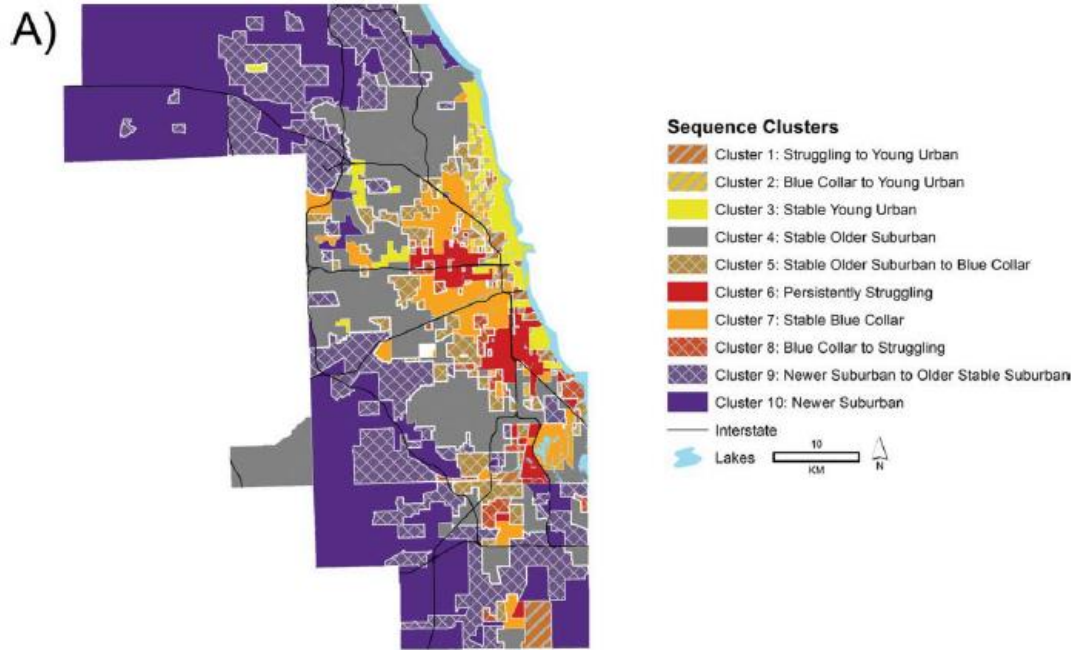 A)
Sequence Clusters
Cluster 1: Struggling to Young Urban
Cluster 2: Blue Collar to Young Urban
Cluster 3: Stable Young Urban
Cluster 4: Stable Older Suburban
Cluster 5: Stable Older Suburban to Blue Collar
Cluster 6: Persistently Struggling
Cluster 7: Stable Blue Collar
Cluster 8: Blue Collar to Struggling
Cluster 9: Newer Suburban to Older Stable Suburban
Cluster 10: Newer Suburban
Interstate
10
Lakes
KM
N